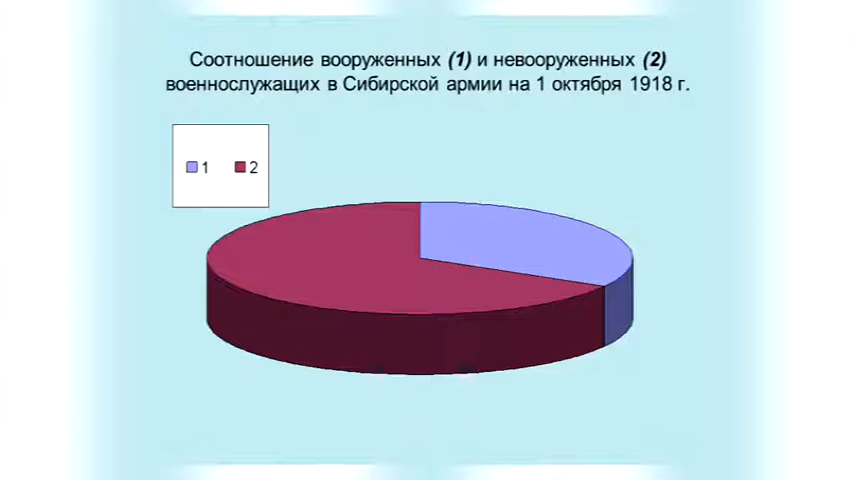 Соотношение вооруженных (1) и невооруженных (2)
военнослужащих в Сибирской армии на 1 октября 1918 г.
1 2